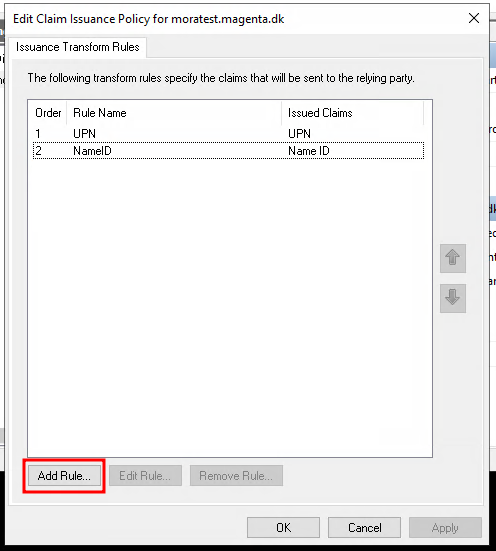 Edit Claim Issuance Policy for moratest.magenta.dk
Issuance Transform Rules
The following transform rules specify the claims that will be sent to the relying party.
Order Rule Name Issued Claims
1 UPN UPN
2 NameID Name ID
Add Rule... Edit Rule... Remove Rule...
OK Cancel Apply